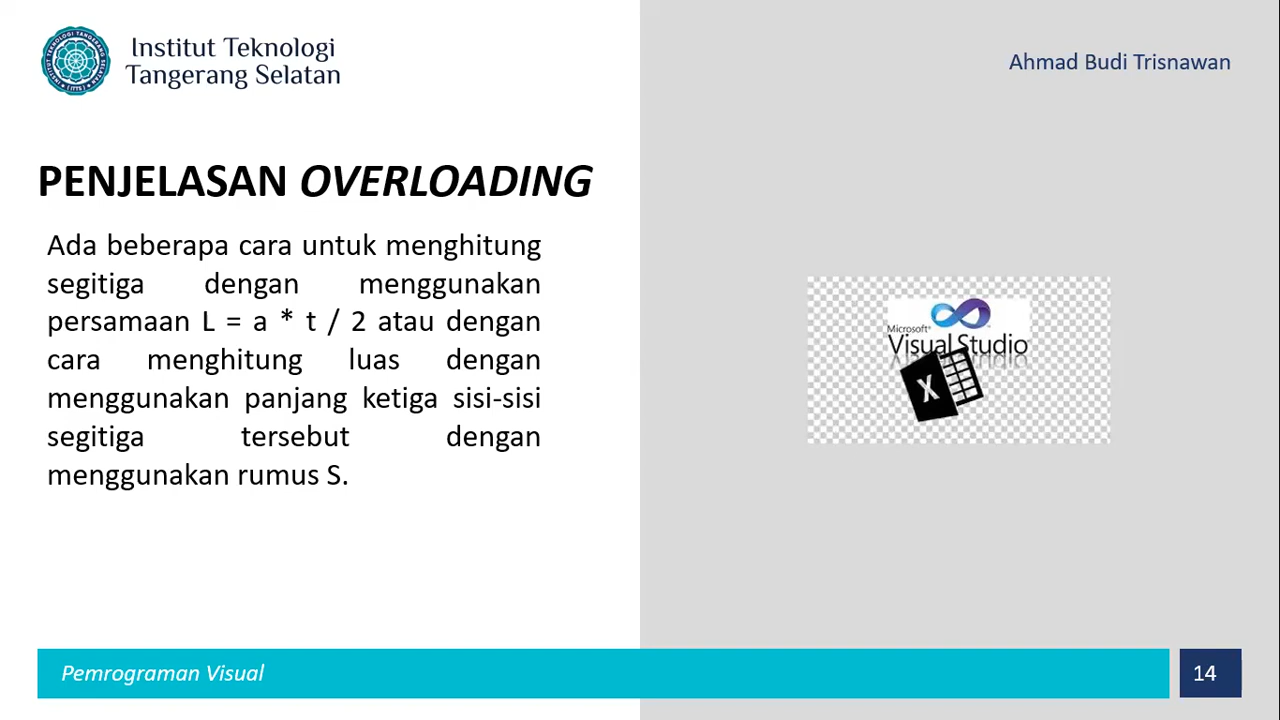 Institut Teknologi
Tangerang Selatan
Ahmad Budi Trisnawan
PENJELASAN OVERLOADING
Ada beberapa cara untuk menghitung
segitiga dengan menggunakan
persamaan L = a * t / 2 atau dengan
cara menghitung luas dengan
menggunakan panjang ketiga sisi-sisi
segitiga tersebut dengan
menggunakan rumus S.
Microsoft®
Visual Studio
X
Pemrograman Visual
14